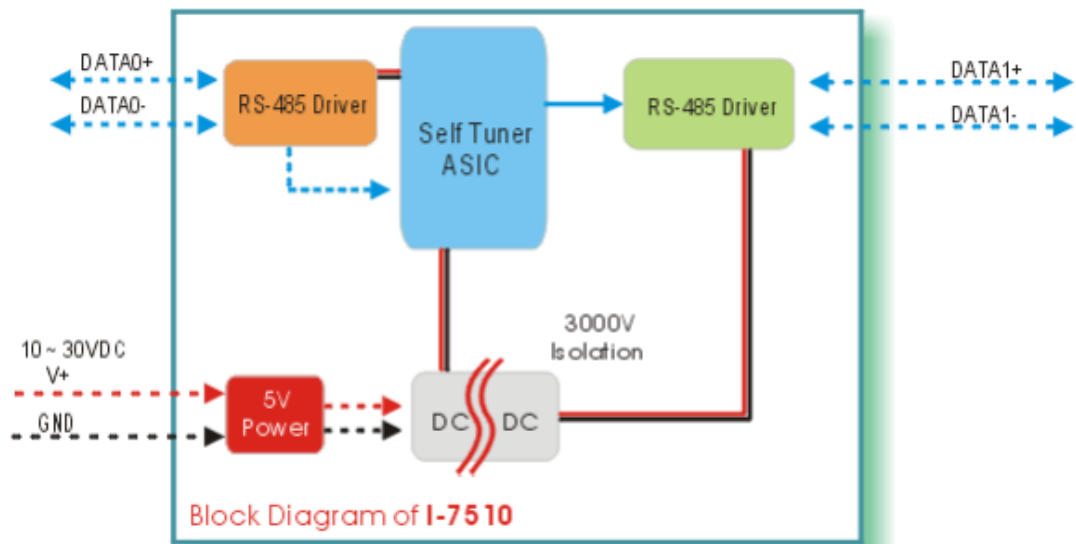 DATA0+
DATA0-
RS-485 Driver
Self Tuner
ASIC
RS-485 Driver
DATA1+
DATA1-
3000V
Isolation
10 ~ 30VDC
V+
GND
5V
Power
DC
DC
Block Diagram of I-7510